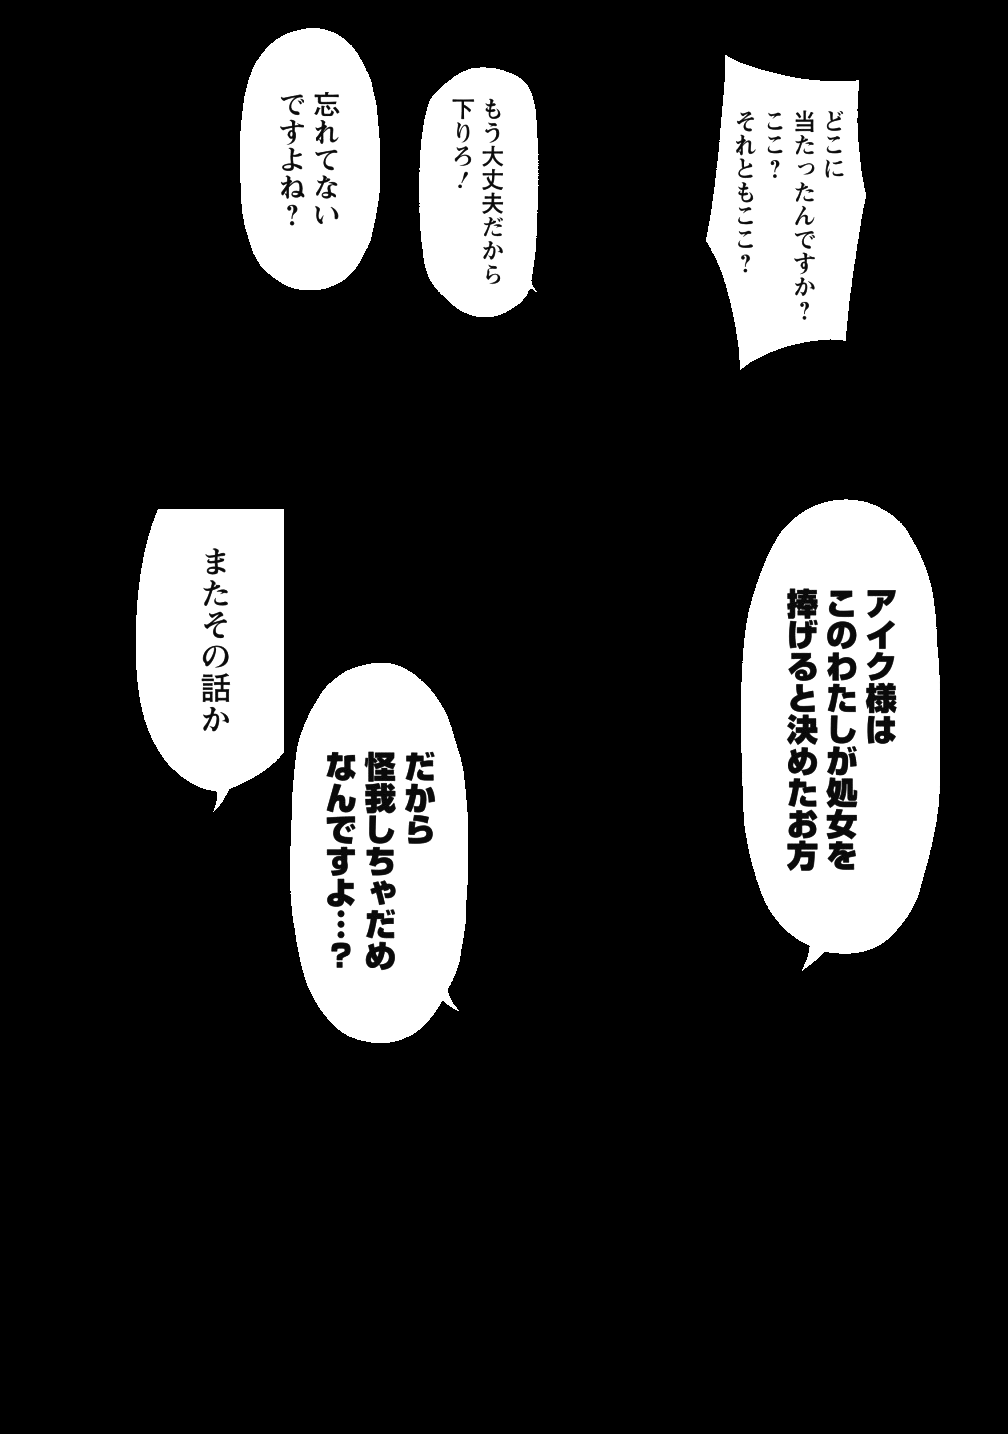 どこに
当たったんですか?
ここ?
それともここ?
もう大丈夫だから
下りろ!
忘れてない
ですよね?
アイク様は
このわたしが処女を
捧げると決めたお方
だから
怪我しちゃだめ
なんですよ…?
またその話か